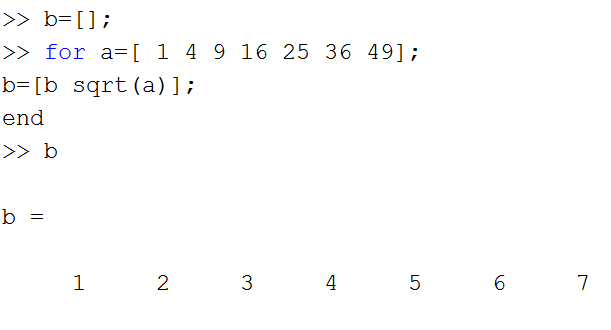 >> b=[];
>> for a=[ 1 4 9 16 25 36 49];
b=[b sqrt(a)];
end
>> b
b =
1 2 3 4 5 6 7